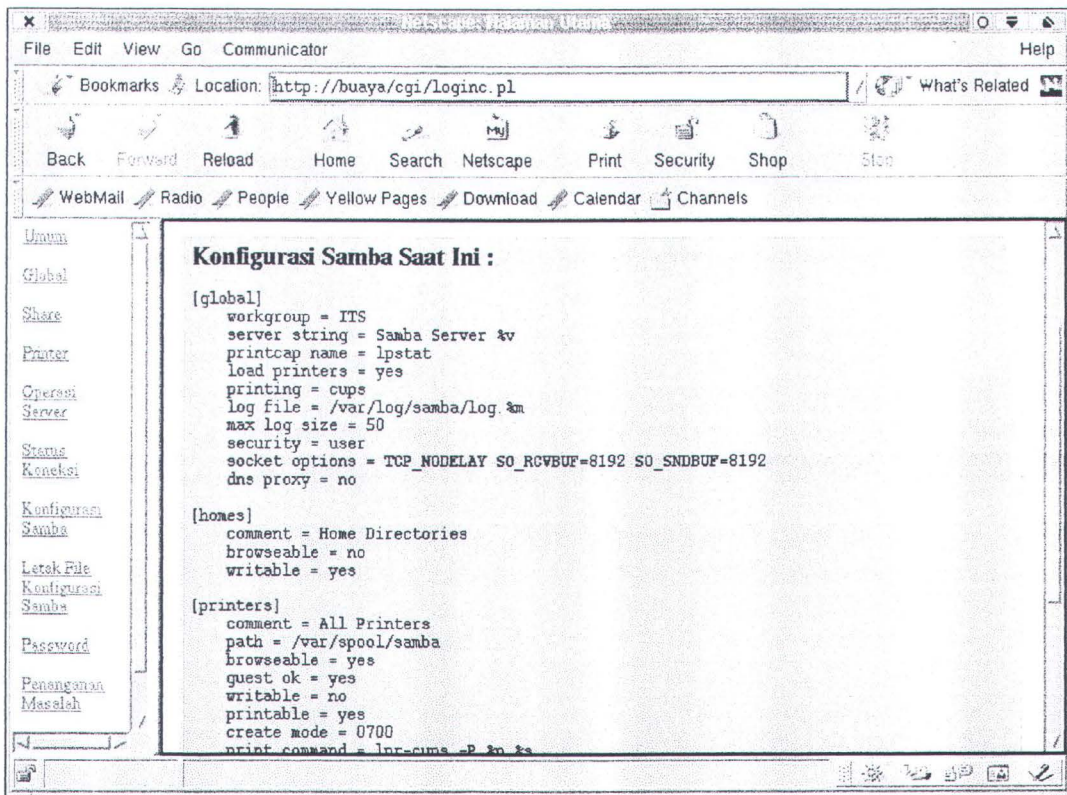 Netscape: Halaman Utama
File Edit View Go Communicator Help
Bookmarks Location: http://buaya/cgi/loginc.pl What's Related
My
Back Forward Reload Home Search Netscape Print Security Shop Stop
WebMail Radio People Yellow Pages Download Calendar Channels
Umum
Global
Share
Printer
Operasi
Server
Status
Koneksi
Konfigurasi
Samba
Letak File
Konfigurasi
Samba
Password
Penanganan
Masalah
Konfigurasi Samba Saat Ini :
[global]
workgroup = ITS
server string = Samba Server %v
printcap name = lpstat
load printers = yes
printing = cups
log file = /var/log/samba/log.%m
max log size = 50
security = user
socket options = TCP_NODELAY SO_RCVBUF=8192 SO_SNDBUF=8192
dns proxy = no
[homes]
comment = Home Directories
browseable = no
writable = yes
[printers]
comment = All Printers
path = /var/spool/samba
browseable = yes
guest ok = yes
writable = no
printable = yes
create mode = 0700
print command = lpr-cups -P %p %s